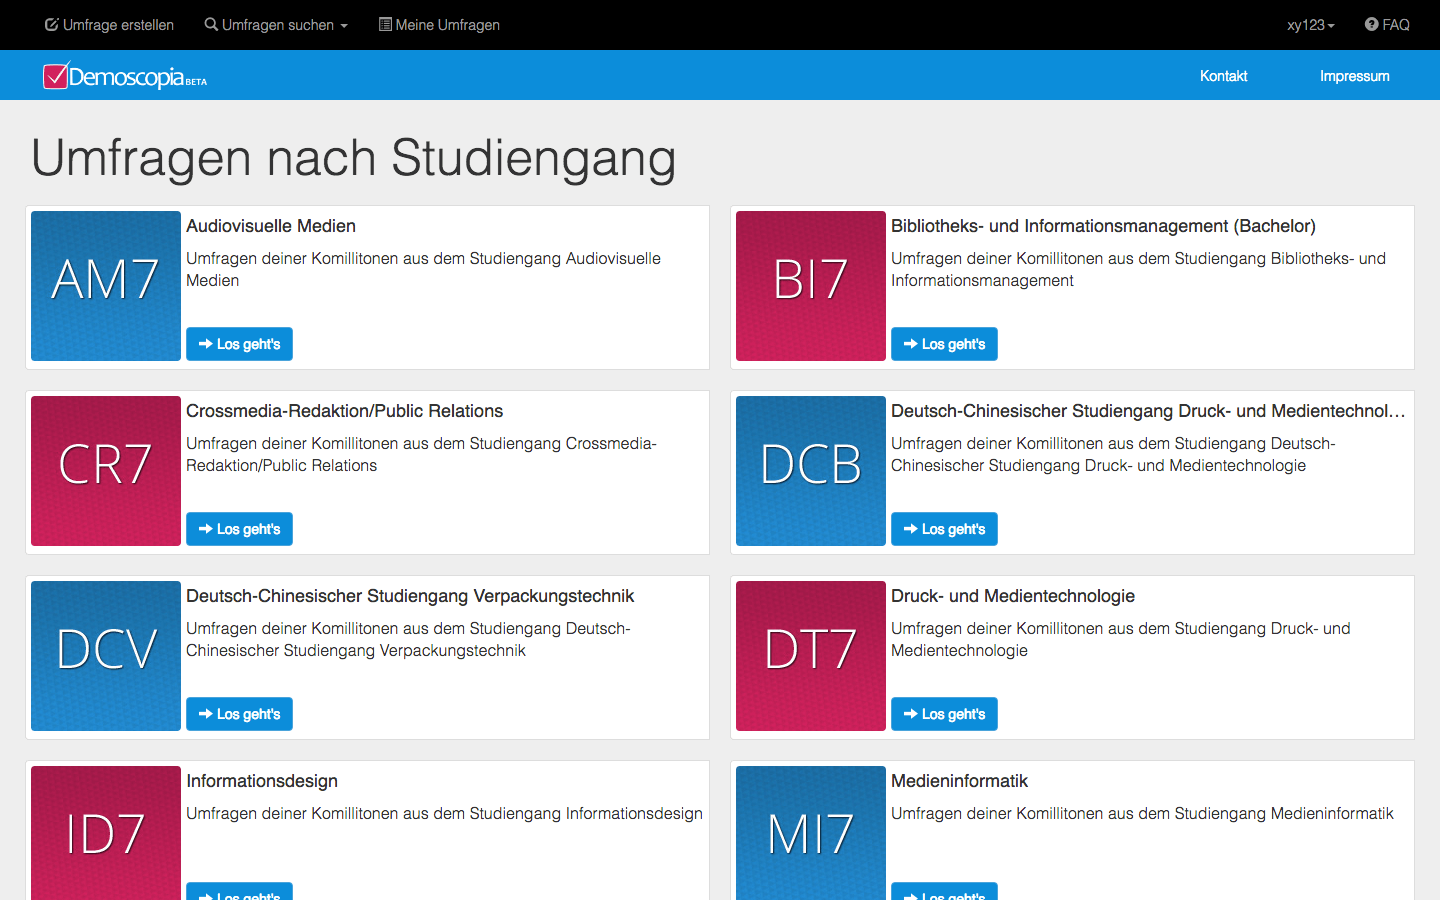 Umfrage erstellen Umfragen suchen Meine Umfragen xy123 FAQ
Demoscopia BETA Kontakt Impressum
Umfragen nach Studiengang
AM7
Audiovisuelle Medien
Umfragen deiner Komillitonen aus dem Studiengang Audiovisuelle
Medien
Los geht's
BI7
Bibliotheks- und Informationsmanagement (Bachelor)
Umfragen deiner Komillitonen aus dem Studiengang Bibliotheks- und
Informationsmanagement
Los geht's
CR7
Crossmedia-Redaktion/Public Relations
Umfragen deiner Komillitonen aus dem Studiengang Crossmedia-
Redaktion/Public Relations
Los geht's
DCB
Deutsch-Chinesischer Studiengang Druck- und Medientechnol...
Umfragen deiner Komillitonen aus dem Studiengang Deutsch-
Chinesischer Studiengang Druck- und Medientechnologie
Los geht's
DCV
Deutsch-Chinesischer Studiengang Verpackungstechnik
Umfragen deiner Komillitonen aus dem Studiengang Deutsch-
Chinesischer Studiengang Verpackungstechnik
Los geht's
DT7
Druck- und Medientechnologie
Umfragen deiner Komillitonen aus dem Studiengang Druck- und
Medientechnologie
Los geht's
ID7
Informationsdesign
Umfragen deiner Komillitonen aus dem Studiengang Informationsdesign
Los geht's
MI7
Medieninformatik
Umfragen deiner Komillitonen aus dem Studiengang Medieninformatik
Los geht's